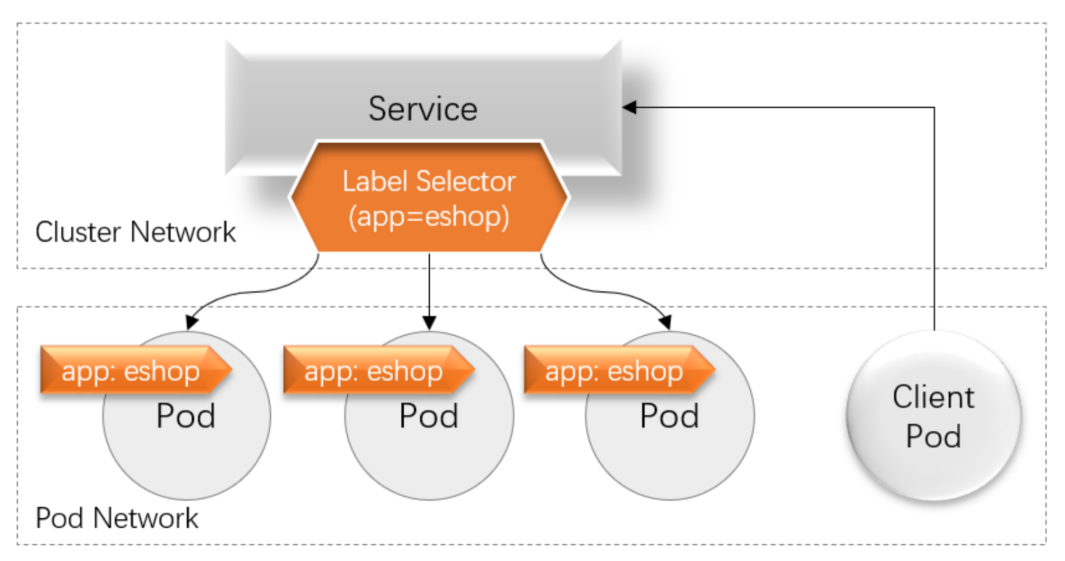 Service
Label Selector
(app=eshop)
Cluster Network
app: eshop
Pod
app: eshop
Pod
app: eshop
Pod
Client
Pod
Pod Network